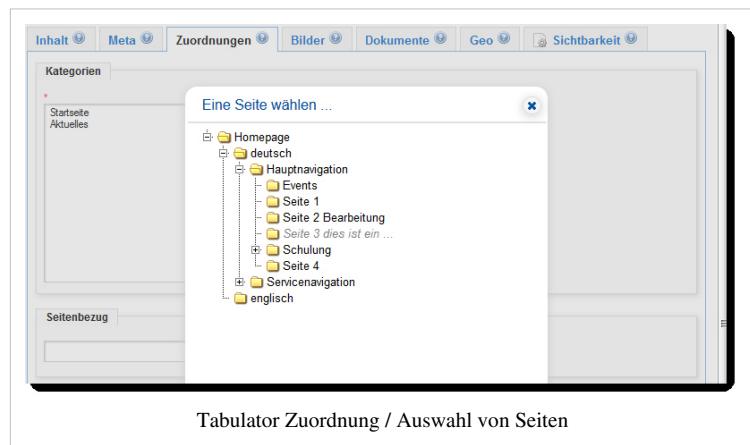 Inhalt Meta Zuordnungen Bilder Dokumente Geo Sichtbarkeit
Kategorien
*
Startseite
Aktuelles
Eine Seite wählen ...
Homepage
deutsch
Hauptnavigation
Events
Seite 1
Seite 2 Bearbeitung
Seite 3 dies ist ein ...
Schulung
Seite 4
Servicenavigation
englisch
Seitenbezug
Tabulator Zuordnung / Auswahl von Seiten